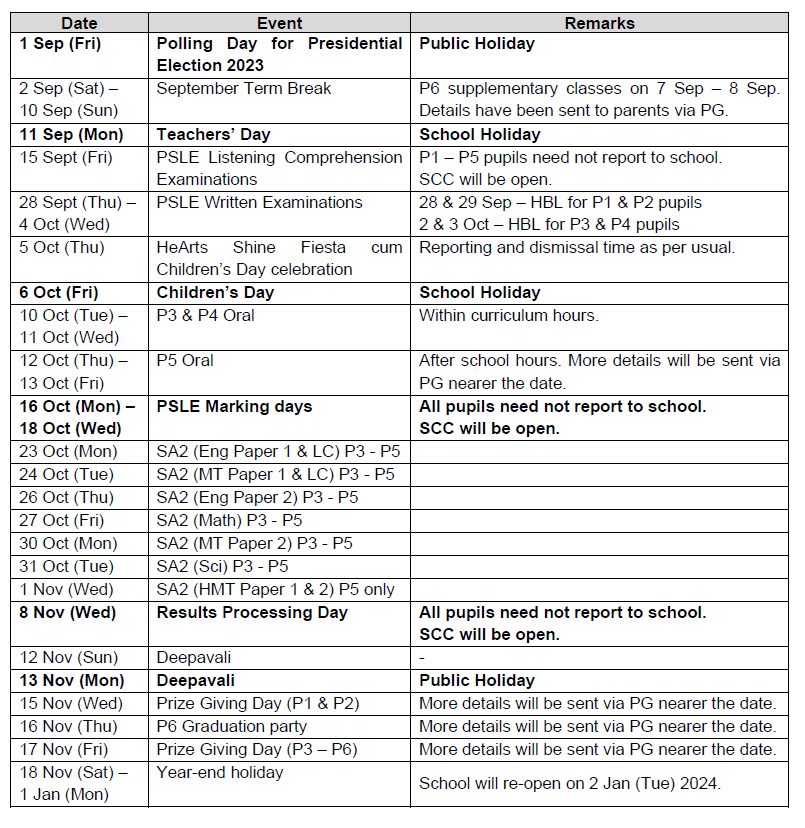 Date Event Remarks
1 Sep (Fri) Polling Day for Presidential Public Holiday
Election 2023
2 Sep (Sat) – September Term Break P6 supplementary classes on 7 Sep – 8 Sep.
10 Sep (Sun) Details have been sent to parents via PG.
11 Sep (Mon) Teachers’ Day School Holiday
15 Sept (Fri) PSLE Listening Comprehension P1 – P5 pupils need not report to school.
Examinations SCC will be open.
28 Sept (Thu) – PSLE Written Examinations 28 & 29 Sep – HBL for P1 & P2 pupils
4 Oct (Wed) 2 & 3 Oct – HBL for P3 & P4 pupils
5 Oct (Thu) HeArts Shine Fiesta cum Reporting and dismissal time as per usual.
Children’s Day celebration
6 Oct (Fri) Children’s Day School Holiday
10 Oct (Tue) – P3 & P4 Oral Within curriculum hours.
11 Oct (Wed)
12 Oct (Thu) – P5 Oral After school hours. More details will be sent via
13 Oct (Fri) PG nearer the date.
16 Oct (Mon) – PSLE Marking days All pupils need not report to school.
18 Oct (Wed) SCC will be open.
23 Oct (Mon) SA2 (Eng Paper 1 & LC) P3 - P5
24 Oct (Tue) SA2 (MT Paper 1 & LC) P3 - P5
26 Oct (Thu) SA2 (Eng Paper 2) P3 - P5
27 Oct (Fri) SA2 (Math) P3 - P5
30 Oct (Mon) SA2 (MT Paper 2) P3 - P5
31 Oct (Tue) SA2 (Sci) P3 - P5
1 Nov (Wed) SA2 (HMT Paper 1 & 2) P5 only
8 Nov (Wed) Results Processing Day All pupils need not report to school.
SCC will be open.
12 Nov (Sun) Deepavali -
13 Nov (Mon) Deepavali Public Holiday
15 Nov (Wed) Prize Giving Day (P1 & P2) More details will be sent via PG nearer the date.
16 Nov (Thu) P6 Graduation party More details will be sent via PG nearer the date.
17 Nov (Fri) Prize Giving Day (P3 – P6) More details will be sent via PG nearer the date.
18 Nov (Sat) – Year-end holiday School will re-open on 2 Jan (Tue) 2024.
1 Jan (Mon)